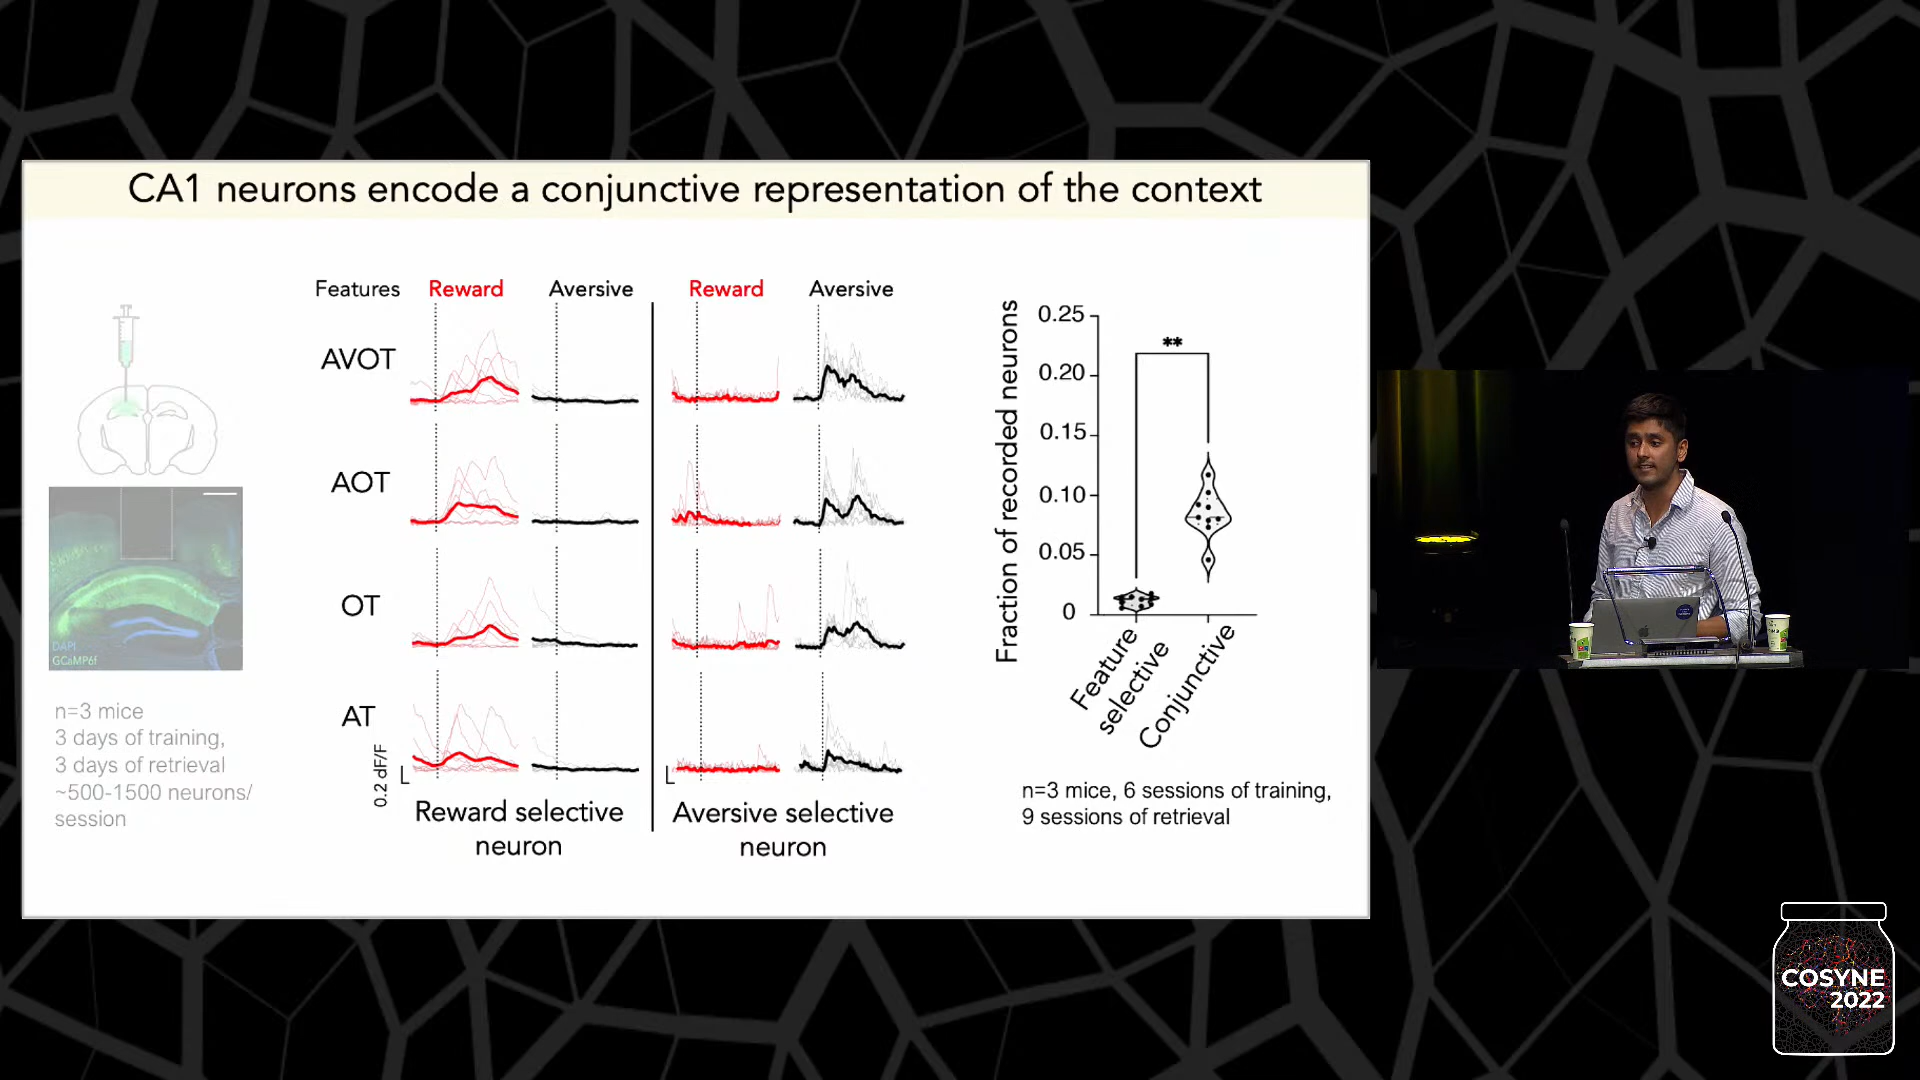 CA1 neurons encode a conjunctive representation of the context
Features
Reward
Aversive
Reward
Aversive
AVOT
AOT
OT
AT
0.2 dF/F
Reward selective
neuron
Aversive selective
neuron
DAPI
GCaMP6f
n=3 mice
3 days of training,
3 days of retrieval
~500-1500 neurons/
session
Fraction of recorded neurons
0.25
0.20
0.15
0.10
0.05
0
**
Feature
selective
Conjunctive
n=3 mice, 6 sessions of training,
9 sessions of retrieval
COSYNE
2022